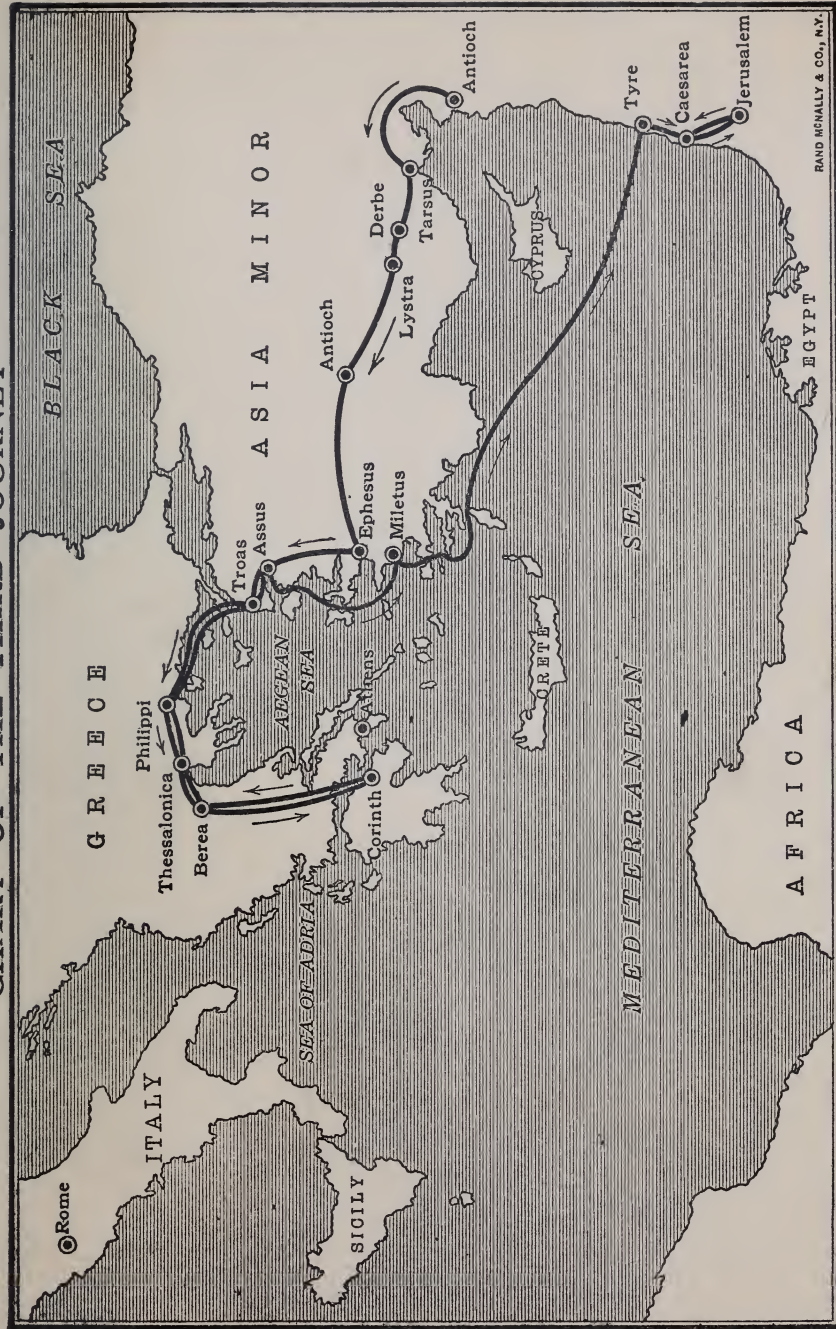 BLACK SEA
GREECE
ASIA MINOR
Philippi
Thessalonica
Berea
Troas
Assus
Antioch
Derbe
Lystra
Tarsus
Antioch
ITALY
Rome
SEA OF ADRIA
AEGEAN
SEA
Athens
Corinth
Ephesus
Miletus
CYPRUS
SICILY
CRETE
Tyre
Caesarea
Jerusalem
MEDITERRANEAN SEA
AFRICA
EGYPT
RAND McNALLY & CO., N.Y.